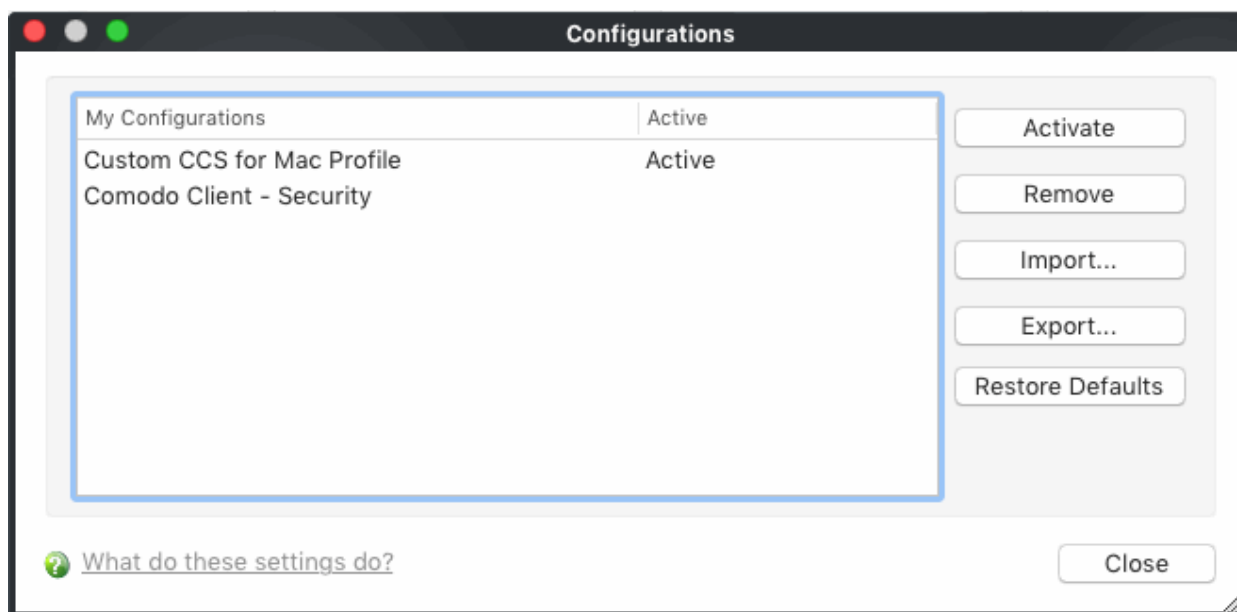 Configurations
My Configurations Active
Custom CCS for Mac Profile Active
Comodo Client - Security
Activate
Remove
Import...
Export...
Restore Defaults
What do these settings do?
Close